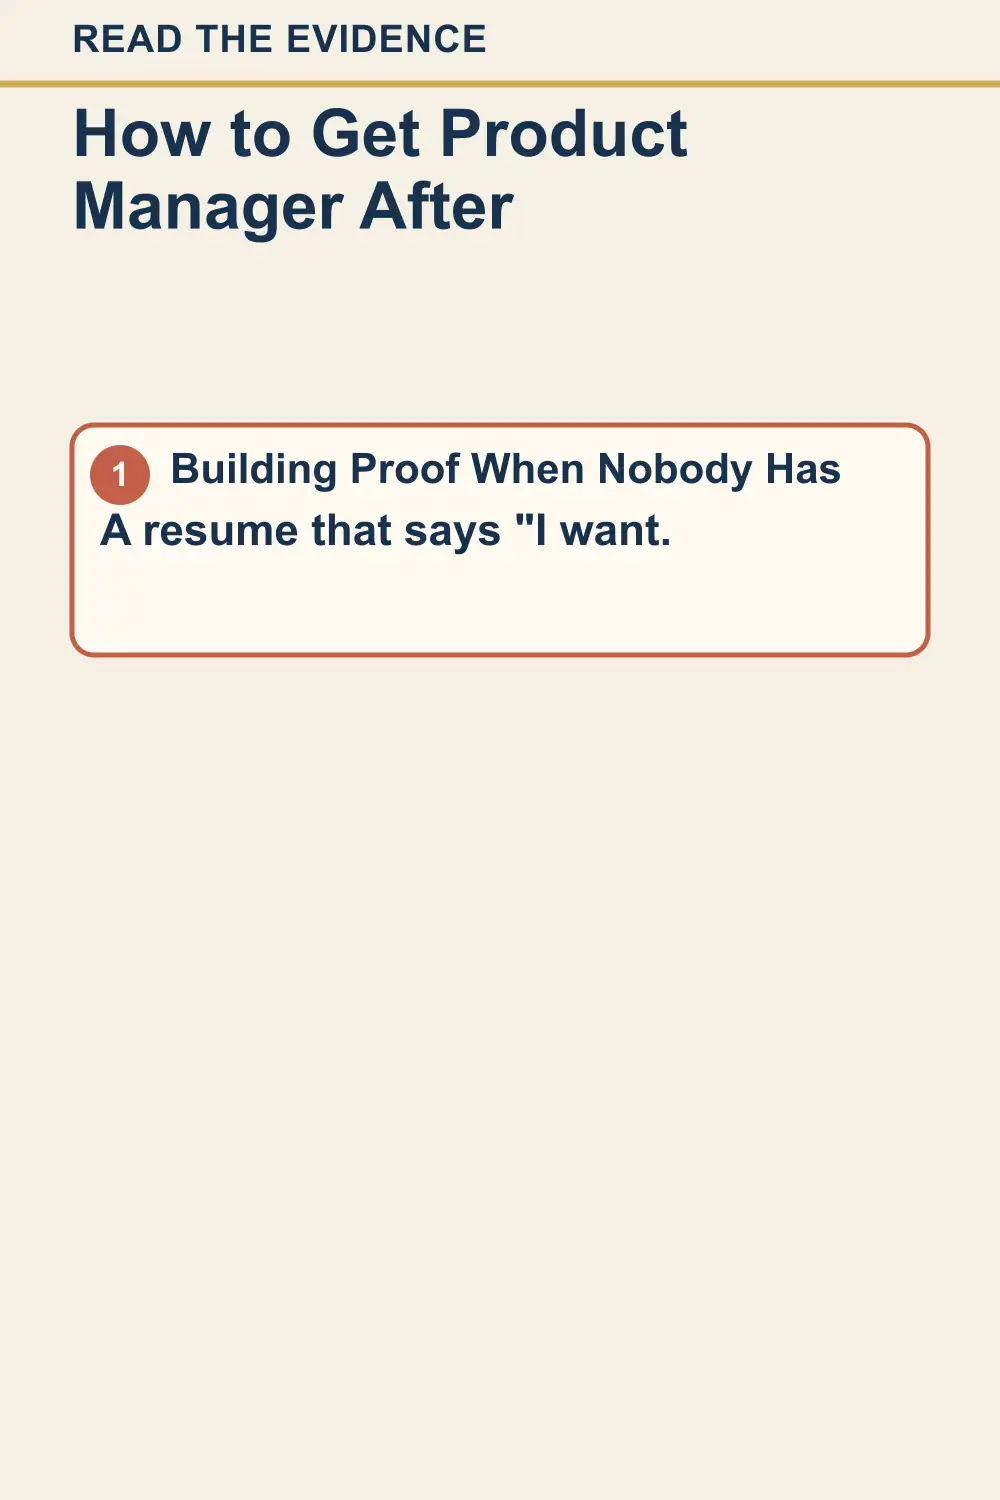 READ THE EVIDENCE
How to Get Product
Manager After
1 Building Proof When Nobody Has
A resume that says "I want.